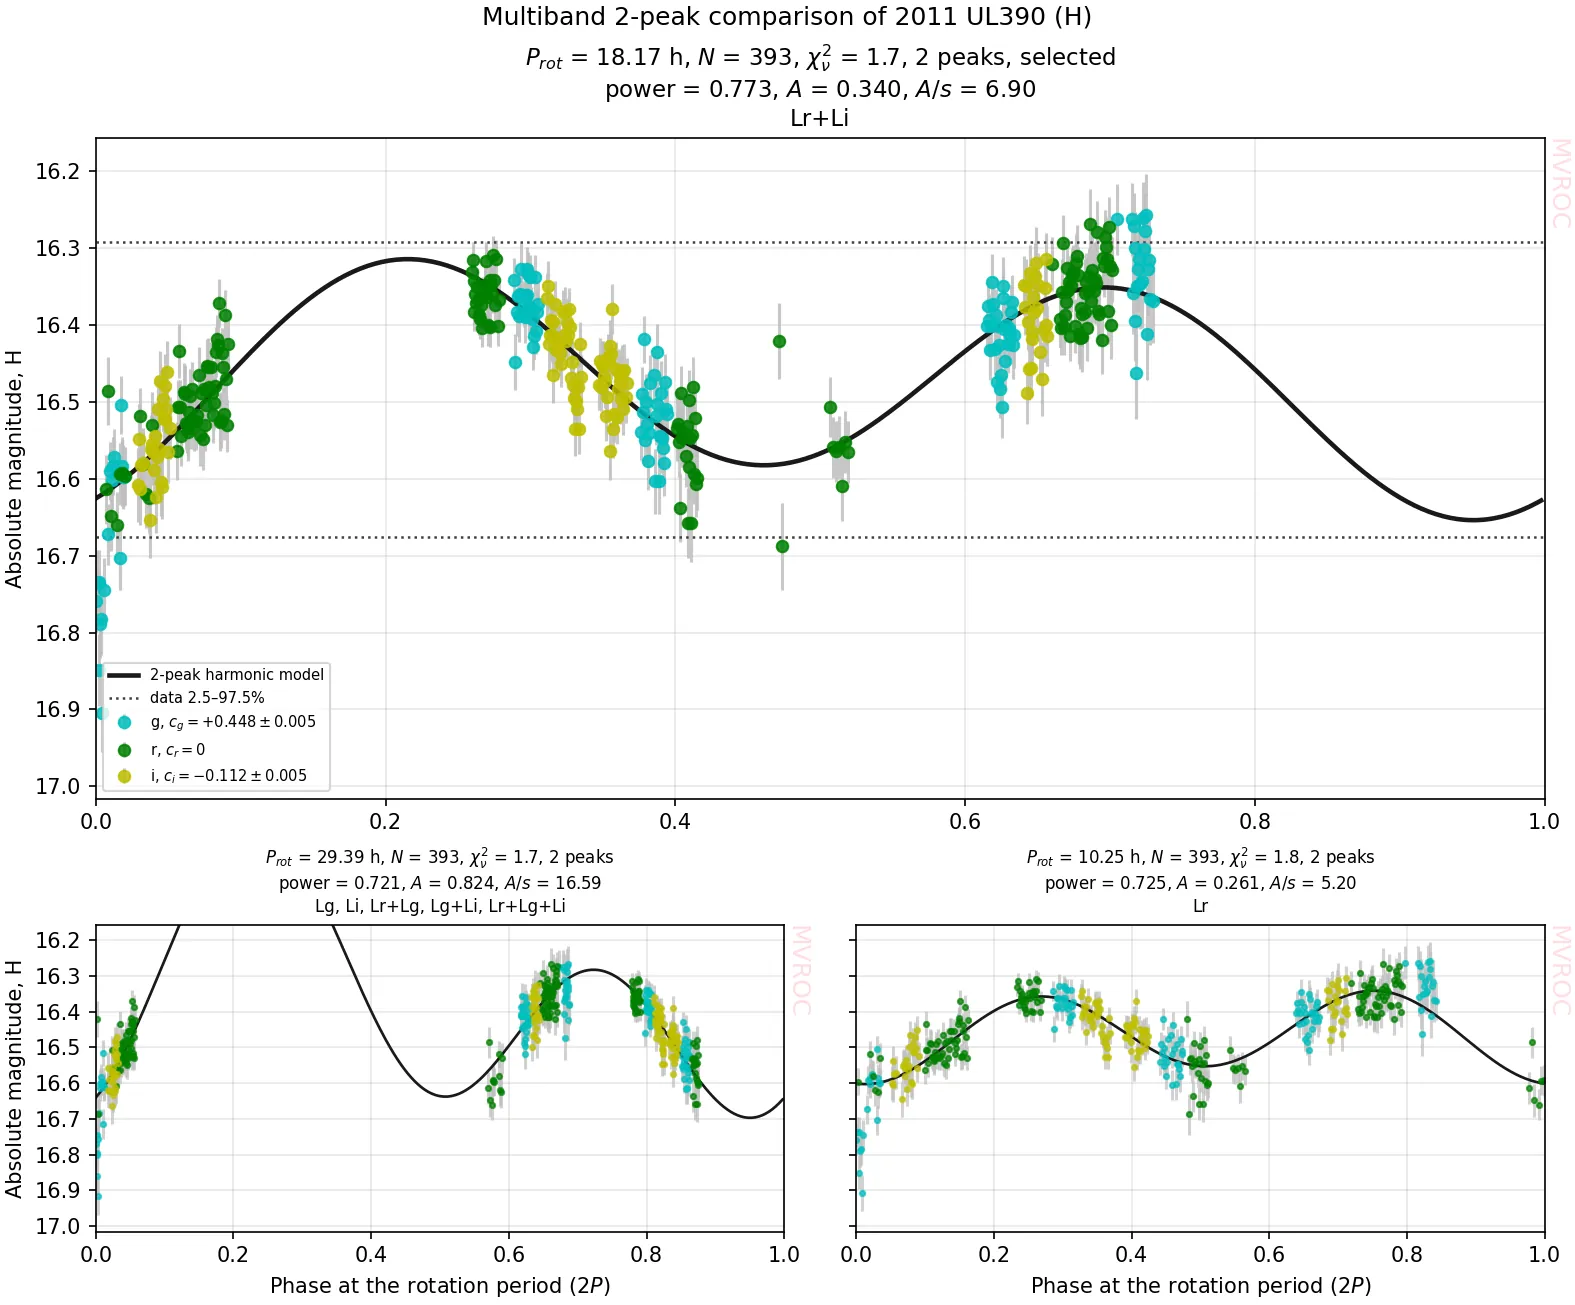 Multiband 2-peak comparison of 2011 UL390 (H)
P_rot = 18.17 h, N = 393, χ²_ν = 1.7, 2 peaks, selected
power = 0.773, A = 0.340, A/s = 6.90
Lr+Li
MVROC
Absolute magnitude, H
16.2
16.3
16.4
16.5
16.6
16.7
16.8
16.9
17.0
2-peak harmonic model
data 2.5–97.5%
g, c_g = +0.448 ± 0.005
r, c_r = 0
i, c_i = −0.112 ± 0.005
0.0 0.2 0.4 0.6 0.8 1.0
P_rot = 29.39 h, N = 393, χ²_ν = 1.7, 2 peaks
power = 0.721, A = 0.824, A/s = 16.59
Lg, Li, Lr+Lg, Lg+Li, Lr+Lg+Li
MVROC
Absolute magnitude, H
16.2
16.3
16.4
16.5
16.6
16.7
16.8
16.9
17.0
0.0 0.2 0.4 0.6 0.8 1.0
Phase at the rotation period (2P)
P_rot = 10.25 h, N = 393, χ²_ν = 1.8, 2 peaks
power = 0.725, A = 0.261, A/s = 5.20
Lr
MVROC
0.0 0.2 0.4 0.6 0.8 1.0
Phase at the rotation period (2P)